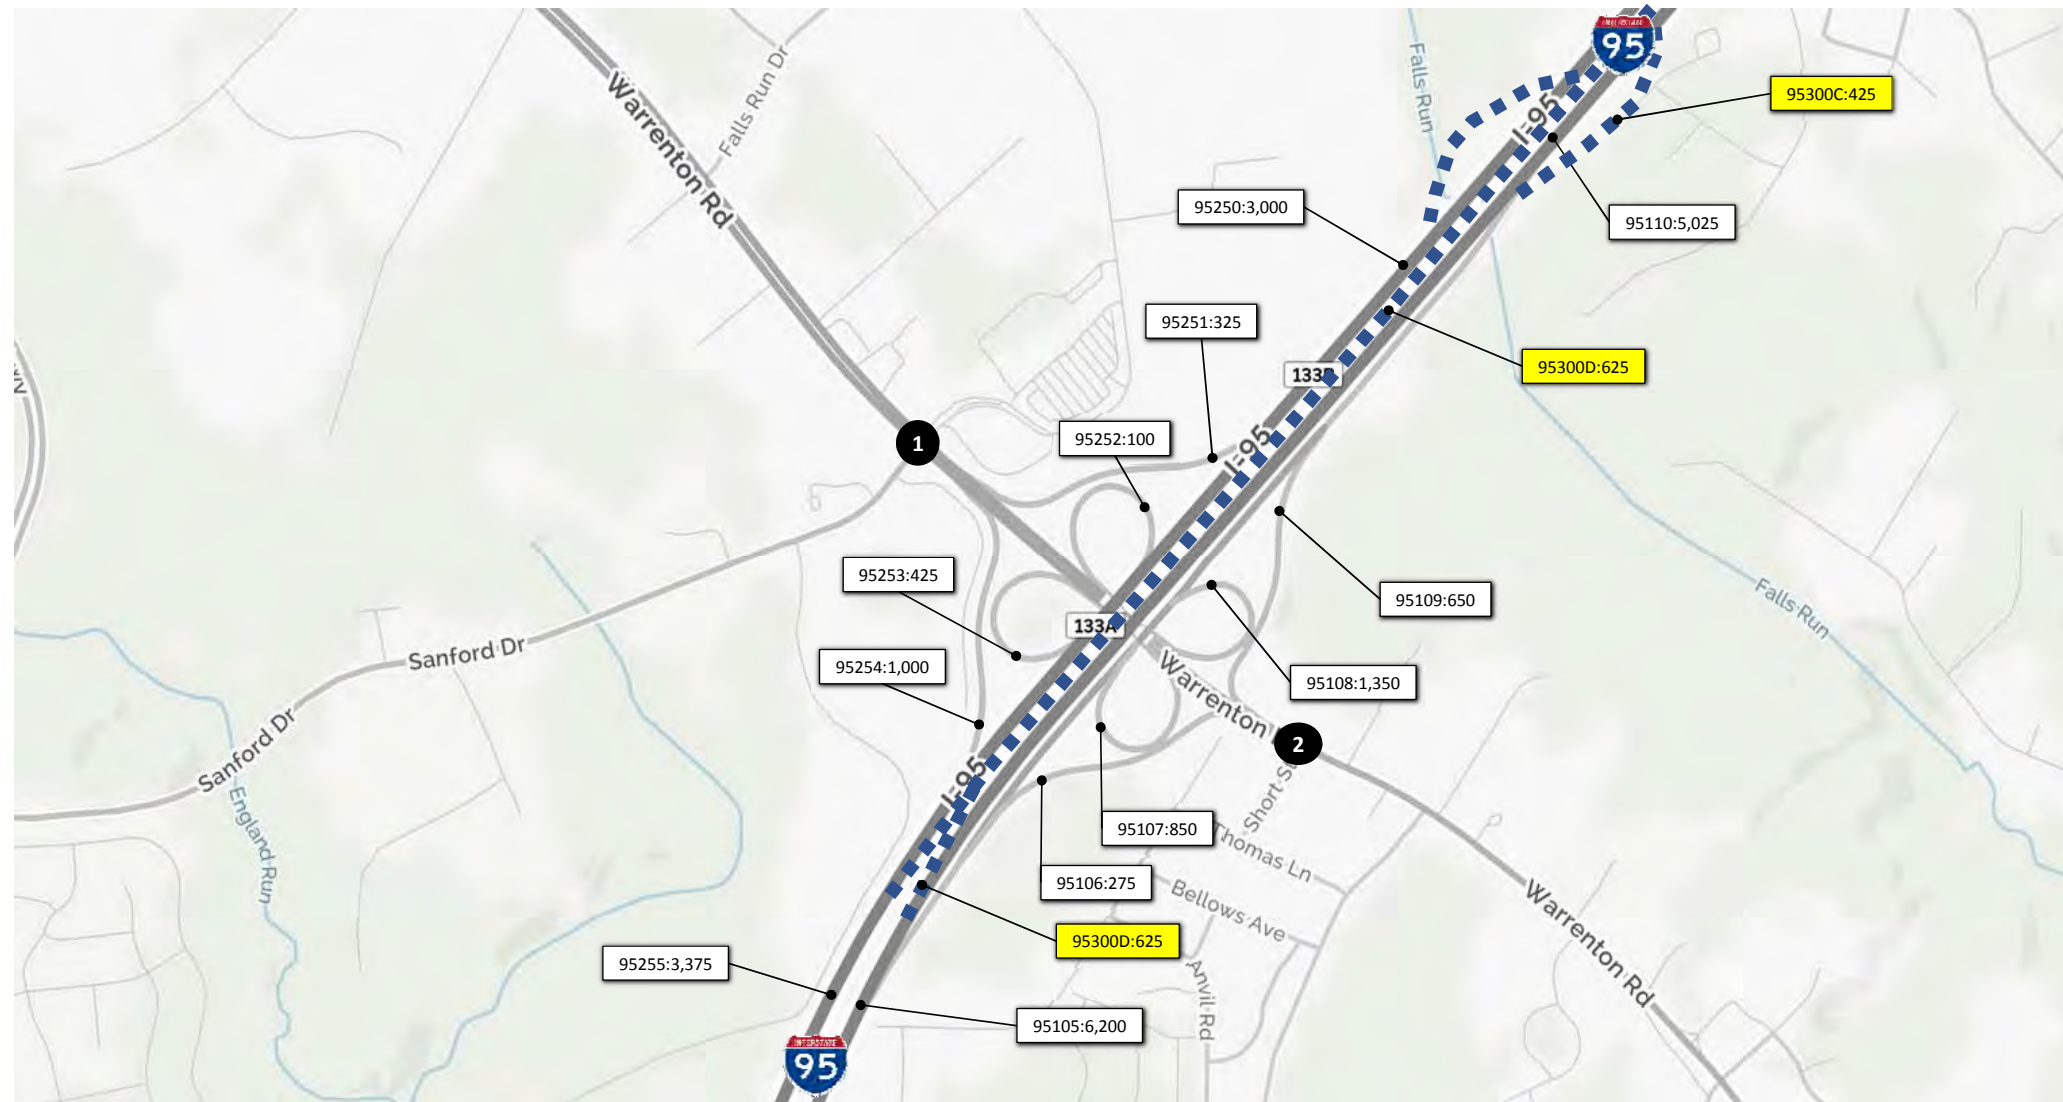 INTERSTATE
95
95300C:425
Warrenton Rd
Falls Run Dr
Falls Run
I-95
95250:3,000
95110:5,025
95251:325
95300D:625
95252:100
1
I-95
95253:425
95109:650
Falls Run
133A
Sanford Dr
95254:1,000
95108:1,350
Warrenton
2
Sanford Dr
I-95
Short St
England Run
95107:850
Thomas Ln
95106:275
Bellows Ave
Warrenton Rd
95300D:625
95255:3,375
Anvil Rd
95105:6,200
INTERSTATE
95